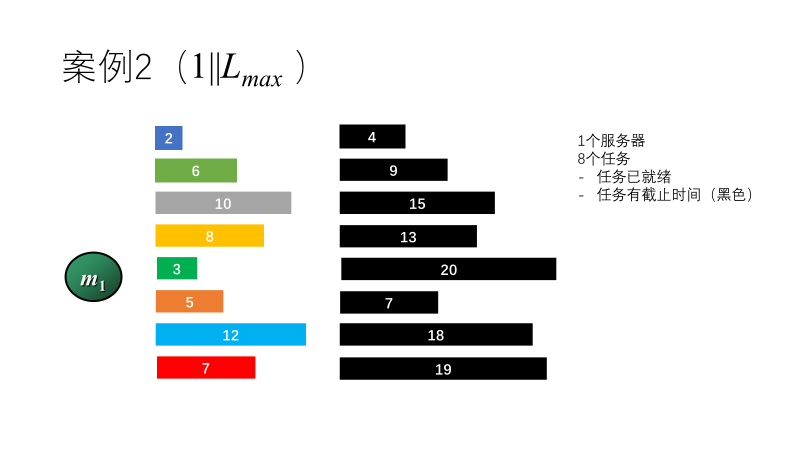 案例2（1||Lmax ）
2 4
6 9
10 15
8 13
3 20
5 7
12 18
7 19
m1
1个服务器
8个任务
- 任务已就绪
- 任务有截止时间（黑色）